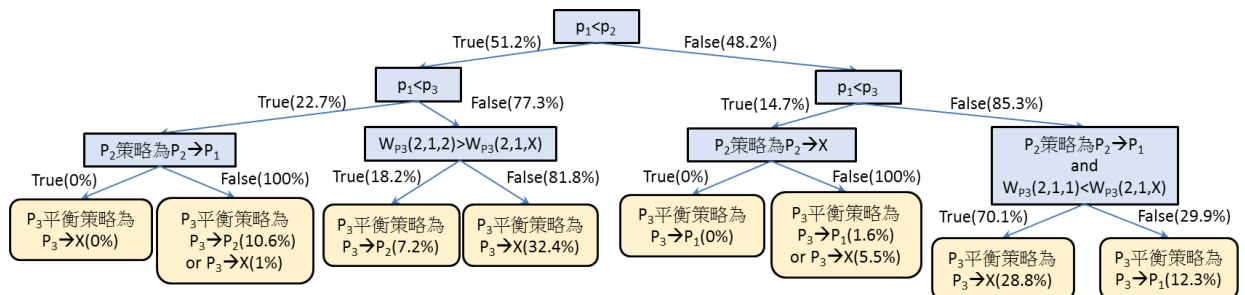 p₁<p₂
True(51.2%)
False(48.2%)
p₁<p₃
p₁<p₃
True(22.7%)
False(77.3%)
True(14.7%)
False(85.3%)
P₂策略為P₂→P₁
W_P3(2,1,2)>W_P3(2,1,X)
P₂策略為P₂→X
P₂策略為P₂→P₁
and
W_P3(2,1,1)<W_P3(2,1,X)
True(0%)
False(100%)
True(18.2%)
False(81.8%)
True(0%)
False(100%)
True(70.1%)
False(29.9%)
P₃平衡策略為
P₃→X(0%)
P₃平衡策略為
P₃→P₂(10.6%)
or P₃→X(1%)
P₃平衡策略為
P₃→P₂(7.2%)
P₃平衡策略為
P₃→X(32.4%)
P₃平衡策略為
P₃→P₁(0%)
P₃平衡策略為
P₃→P₁(1.6%)
or P₃→X(5.5%)
P₃平衡策略為
P₃→X(28.8%)
P₃平衡策略為
P₃→P₁(12.3%)